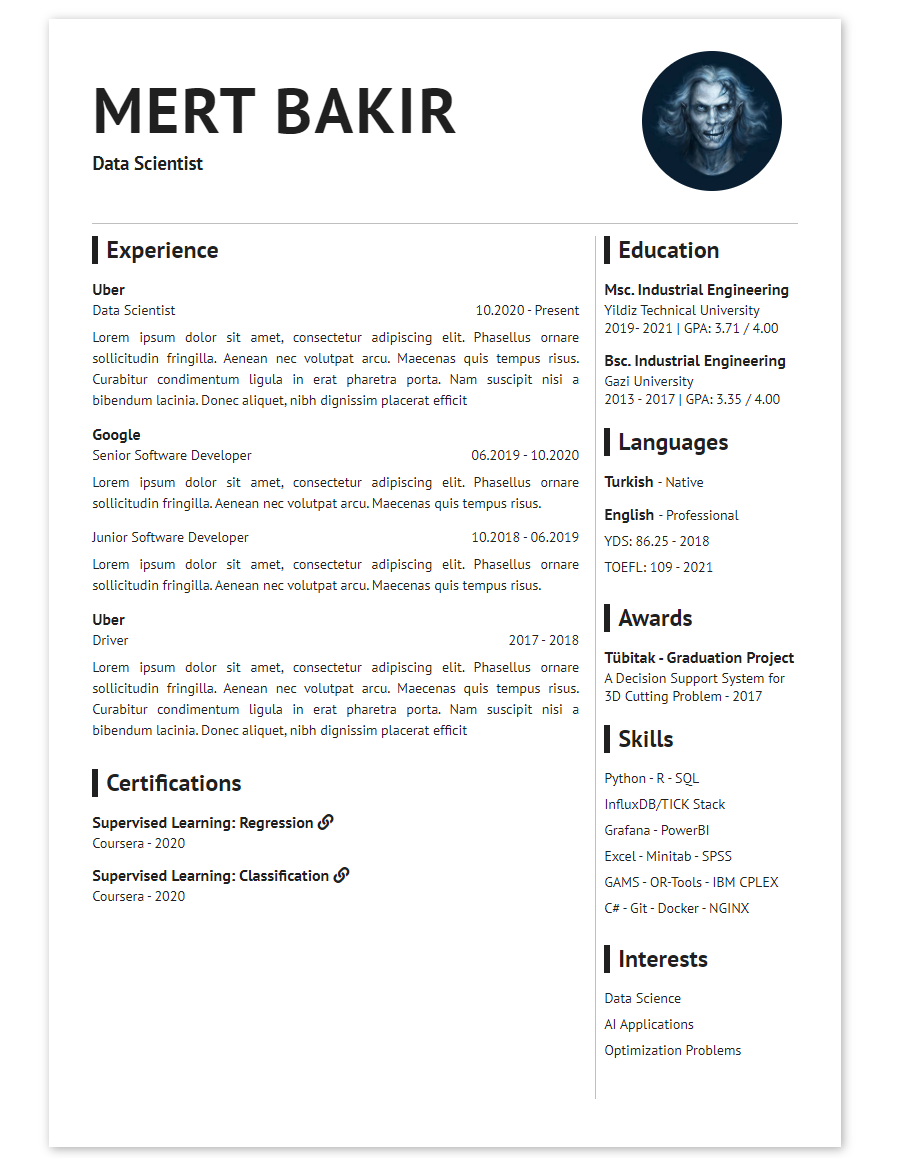 MERT BAKIR
Data Scientist
Experience
Uber
Data Scientist 10.2020 - Present
Lorem ipsum dolor sit amet, consectetur adipiscing elit. Phasellus ornare
sollicitudin fringilla. Aenean nec volutpat arcu. Maecenas quis tempus risus.
Curabitur condimentum ligula in erat pharetra porta. Nam suscipit nisi a
bibendum lacinia. Donec aliquet, nibh dignissim placerat efficit
Google
Senior Software Developer 06.2019 - 10.2020
Lorem ipsum dolor sit amet, consectetur adipiscing elit. Phasellus ornare
sollicitudin fringilla. Aenean nec volutpat arcu. Maecenas quis tempus risus.
Junior Software Developer 10.2018 - 06.2019
Lorem ipsum dolor sit amet, consectetur adipiscing elit. Phasellus ornare
sollicitudin fringilla. Aenean nec volutpat arcu. Maecenas quis tempus risus.
Uber
Driver 2017 - 2018
Lorem ipsum dolor sit amet, consectetur adipiscing elit. Phasellus ornare
sollicitudin fringilla. Aenean nec volutpat arcu. Maecenas quis tempus risus.
Curabitur condimentum ligula in erat pharetra porta. Nam suscipit nisi a
bibendum lacinia. Donec aliquet, nibh dignissim placerat efficit
Certifications
Supervised Learning: Regression
Coursera - 2020
Supervised Learning: Classification
Coursera - 2020
Education
Msc. Industrial Engineering
Yildiz Technical University
2019- 2021 | GPA: 3.71 / 4.00
Bsc. Industrial Engineering
Gazi University
2013 - 2017 | GPA: 3.35 / 4.00
Languages
Turkish - Native
English - Professional
YDS: 86.25 - 2018
TOEFL: 109 - 2021
Awards
Tübitak - Graduation Project
A Decision Support System for
3D Cutting Problem - 2017
Skills
Python - R - SQL
InfluxDB/TICK Stack
Grafana - PowerBI
Excel - Minitab - SPSS
GAMS - OR-Tools - IBM CPLEX
C# - Git - Docker - NGINX
Interests
Data Science
AI Applications
Optimization Problems